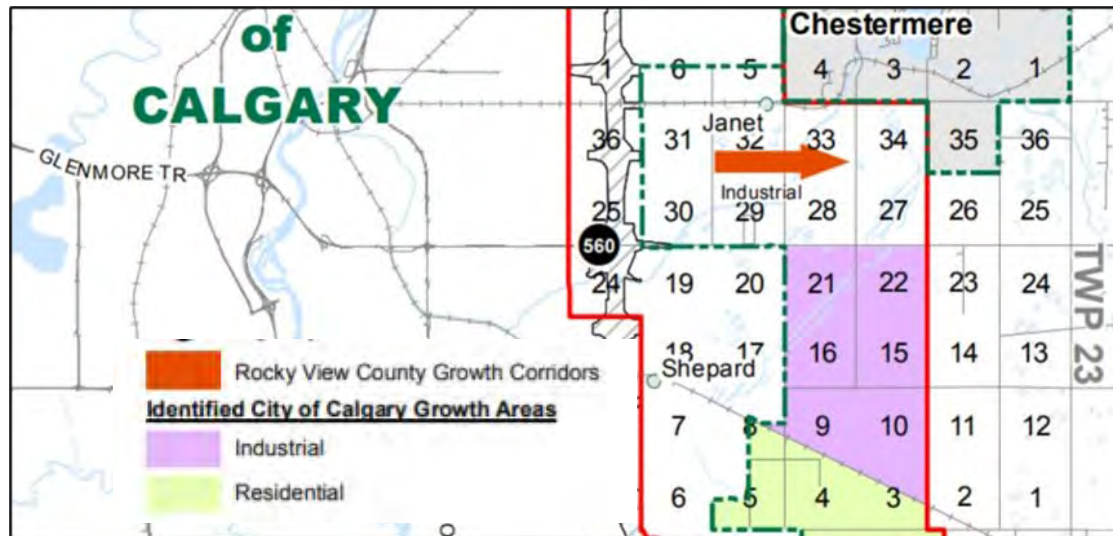 of
CALGARY
Chestermere
1 6 5 4 3 2 1
Janet
36 31 32 33 34 35 36
GLENMORE TR
Industrial
25 30 29 28 27 26 25
560
24 19 20 21 22 23 24
TWP 23
18 17 16 15 14 13
Shepard
7 8 9 10 11 12
6 5 4 3 2 1
Rocky View County Growth Corridors
Identified City of Calgary Growth Areas
Industrial
Residential